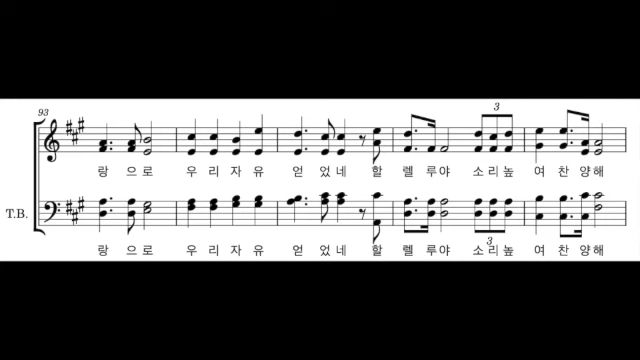 93
3
랑 으로 우리자유 얻 었네 할 렐 루야 소리높 여 찬 양해
T.B.
랑 으로 우리자유 얻 었네 할 렐 루야 소리높 여 찬 양해
3